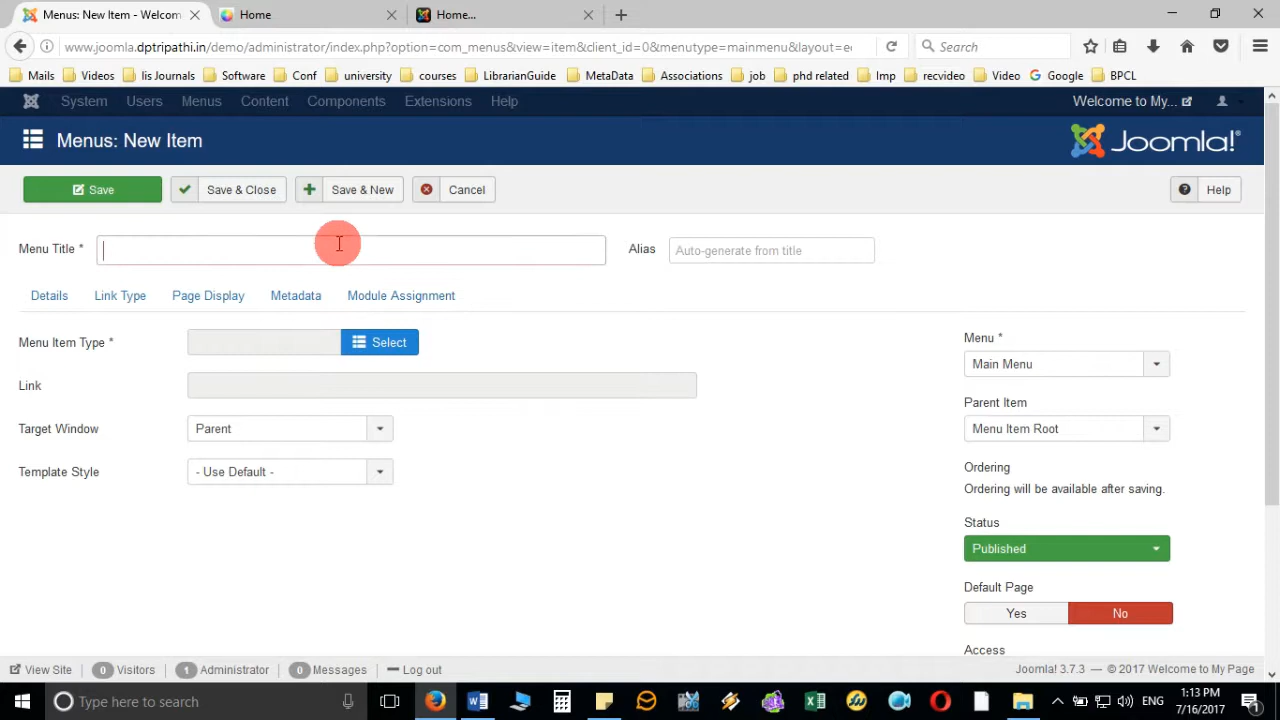 Menus: New Item - Welcom
Home
Home...
www.joomla.dptripathi.in/demo/administrator/index.php?option=com_menus&view=item&client_id=0&menutype=mainmenu&layout=e
Search
Mails Videos lis Journals Software Conf university courses LibrarianGuide MetaData Associations job phd related Imp recvideo Video Google BPCL
System Users Menus Content Components Extensions Help Welcome to My...
Menus: New Item
Joomla!®
Save Save & Close Save & New Cancel Help
Menu Title * Alias Auto-generate from title
Details Link Type Page Display Metadata Module Assignment
Menu Item Type * Select
Link
Target Window Parent
Template Style - Use Default -
Menu *
Main Menu
Parent Item
Menu Item Root
Ordering
Ordering will be available after saving.
Status
Published
Default Page
Yes No
Access
View Site 0 Visitors 1 Administrator 0 Messages Log out Joomla! 3.7.3 — © 2017 Welcome to My Page
Type here to search
ENG
1:13 PM
7/16/2017
1